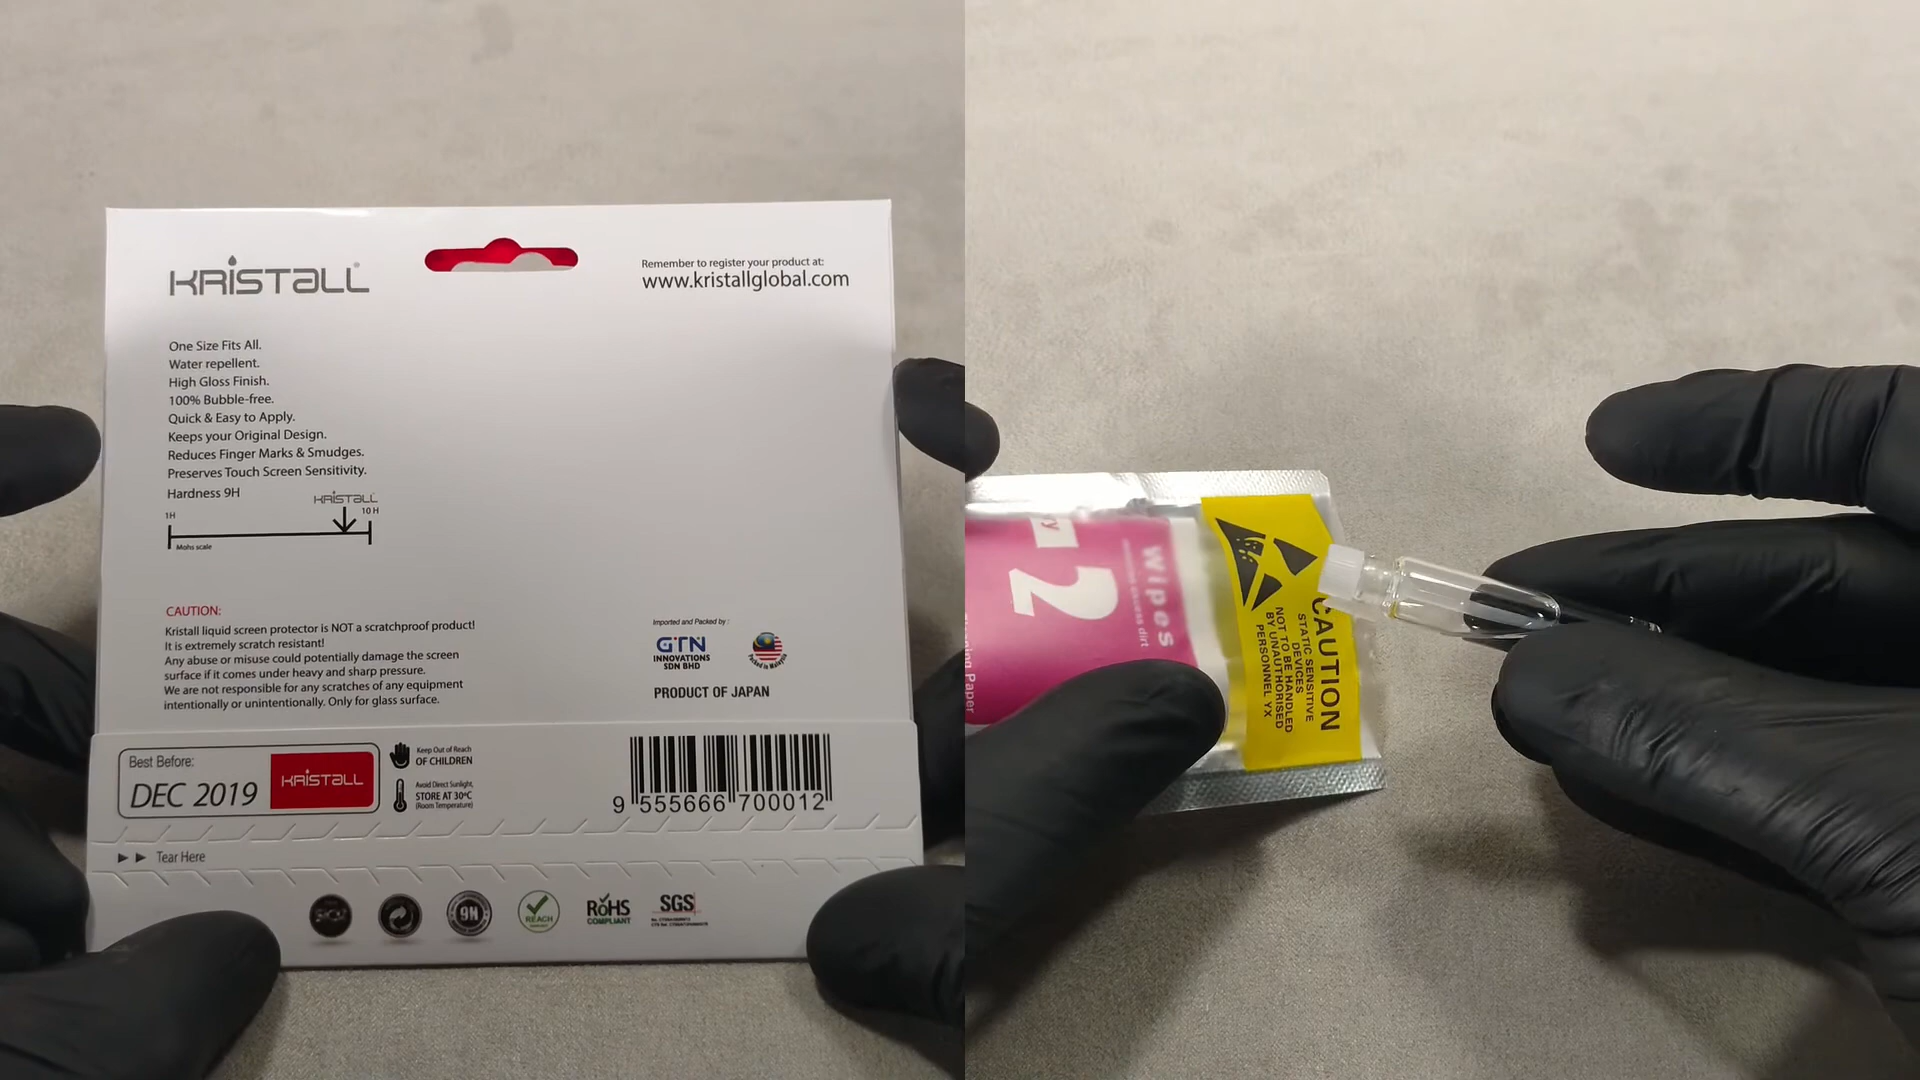 KRISTALL
Remember to register your product at:
www.kristallglobal.com
One Size Fits All.
Water repellent.
High Gloss Finish.
100% Bubble-free.
Quick & Easy to Apply.
Keeps your Original Design.
Reduces Finger Marks & Smudges.
Preserves Touch Screen Sensitivity.
Hardness 9H
KRISTALL
1H
10 H
Mohs scale
CAUTION:
Kristall liquid screen protector is NOT a scratchproof product!
It is extremely scratch resistant!
Any abuse or misuse could potentially damage the screen
surface if it comes under heavy and sharp pressure.
We are not responsible for any scratches of any equipment
intentionally or unintentionally. Only for glass surface.
Imported and Packed by :
GTN
INNOVATIONS
SDN BHD
Packed in Malaysia
PRODUCT OF JAPAN
Best Before:
DEC 2019
KRISTALL
Keep Out of Reach
OF CHILDREN
Avoid Direct Sunlight,
STORE AT 30°C
(Room Temperature)
9 555666 700012
Tear Here
9H
REACH
RoHS
COMPLIANT
SGS
2
Wipes
excess dirt
Paper
CAUTION
STATIC SENSITIVE
DEVICES
NOT TO BE HANDLED
BY UNAUTHORISED
PERSONNEL YX